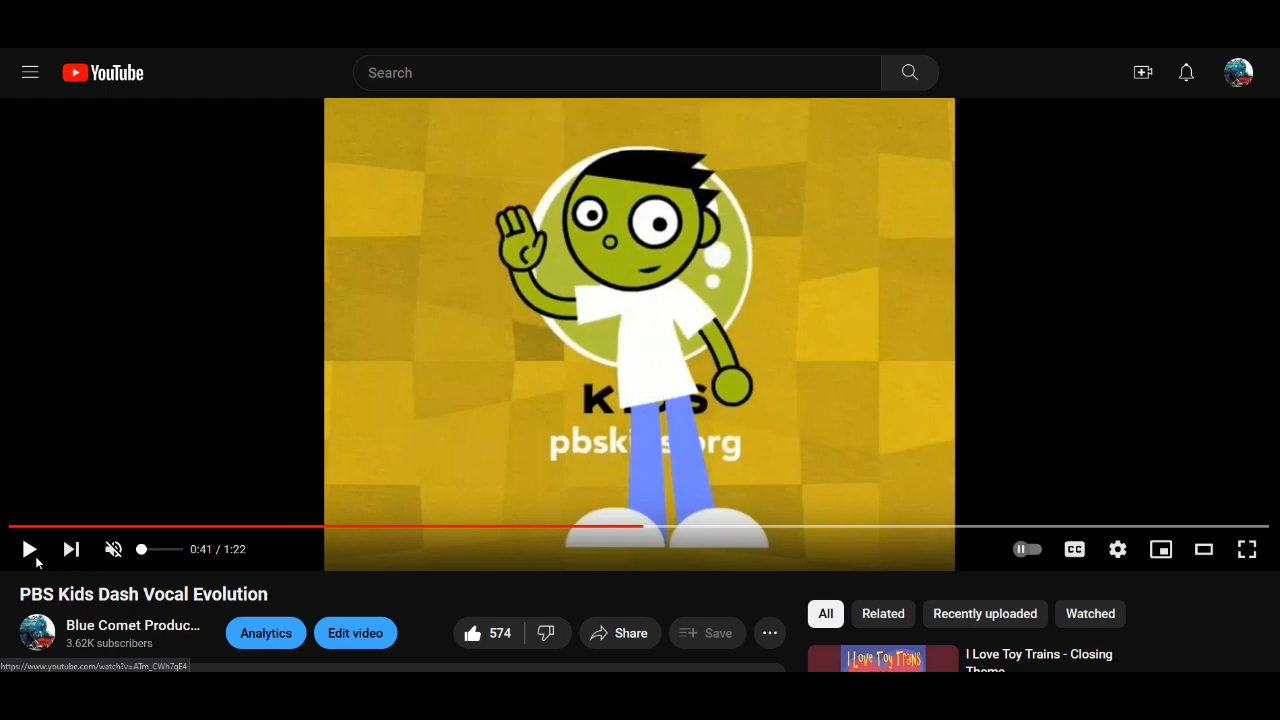 YouTube
Search
KIDS
pbskids.org
0:41 / 1:22
CC
PBS Kids Dash Vocal Evolution
Blue Comet Produc...
3.62K subscribers
Analytics
Edit video
574
Share
Save
All
Related
Recently uploaded
Watched
https://www.youtube.com/watch?v=ATm_CWh7qE4
I Love Toy Trains
I Love Toy Trains - Closing
Theme